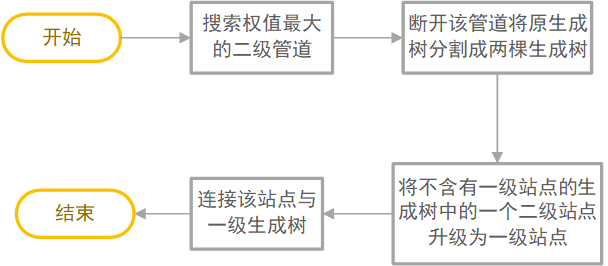 开始
搜索权值最大
的二级管道
断开该管道将原生成
树分割成两棵生成树
将不含有一级站点的生
成树中的一个二级站点
升级为一级站点
连接该站点与
一级生成树
结束